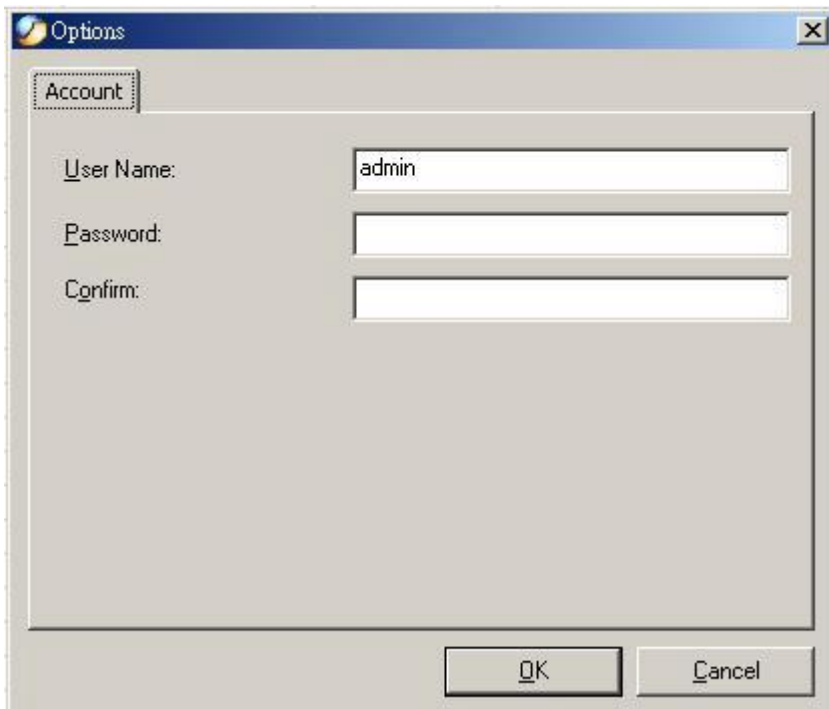 Options
Account
User Name:
admin
Password:
Confirm:
OK
Cancel